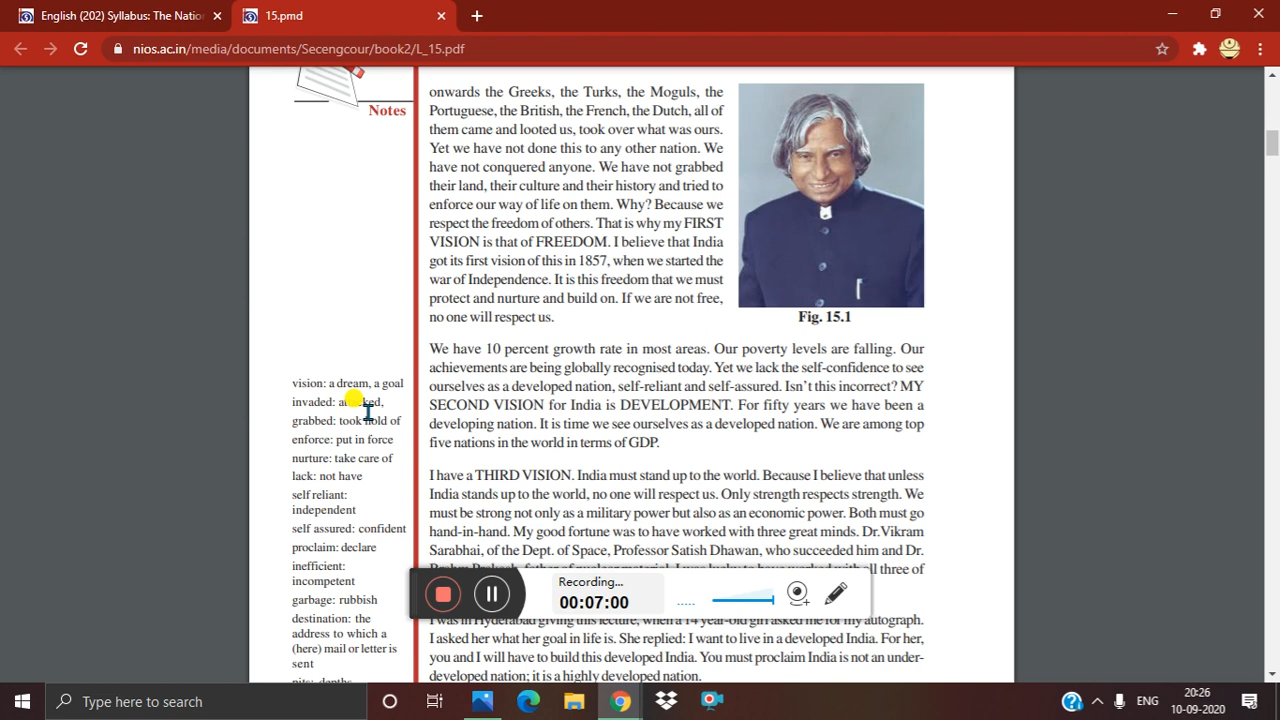 English (202) Syllabus: The Natio
15.pmd
nios.ac.in/media/documents/Secengcour/book2/L_15.pdf
Notes
onwards the Greeks, the Turks, the Moguls, the
Portuguese, the British, the French, the Dutch, all of
them came and looted us, took over what was ours.
Yet we have not done this to any other nation. We
have not conquered anyone. We have not grabbed
their land, their culture and their history and tried to
enforce our way of life on them. Why? Because we
respect the freedom of others. That is why my FIRST
VISION is that of FREEDOM. I believe that India
got its first vision of this in 1857, when we started the
war of Independence. It is this freedom that we must
protect and nurture and build on. If we are not free,
no one will respect us.
Fig. 15.1
We have 10 percent growth rate in most areas. Our poverty levels are falling. Our
achievements are being globally recognised today. Yet we lack the self-confidence to see
ourselves as a developed nation, self-reliant and self-assured. Isn't this incorrect? MY
SECOND VISION for India is DEVELOPMENT. For fifty years we have been a
developing nation. It is time we see ourselves as a developed nation. We are among top
five nations in the world in terms of GDP.
I have a THIRD VISION. India must stand up to the world. Because I believe that unless
India stands up to the world, no one will respect us. Only strength respects strength. We
must be strong not only as a military power but also as an economic power. Both must go
hand-in-hand. My good fortune was to have worked with three great minds. Dr.Vikram
Sarabhai, of the Dept. of Space, Professor Satish Dhawan, who succeeded him and Dr.
all three of
I was in Hyderabad giving this lecture, when a 14 year-old girl asked me for my autograph.
I asked her what her goal in life is. She replied: I want to live in a developed India. For her,
you and I will have to build this developed India. You must proclaim India is not an under-
developed nation; it is a highly developed nation.
vision: a dream, a goal
invaded:
grabbed: took hold of
enforce: put in force
nurture: take care of
lack: not have
self reliant:
independent
self assured: confident
proclaim: declare
inefficient:
incompetent
garbage: rubbish
destination: the
address to which a
(here) mail or letter is
sent
pits: depths
Recording...
00:07:00
Type here to search
ENG
20:26
10-09-2020